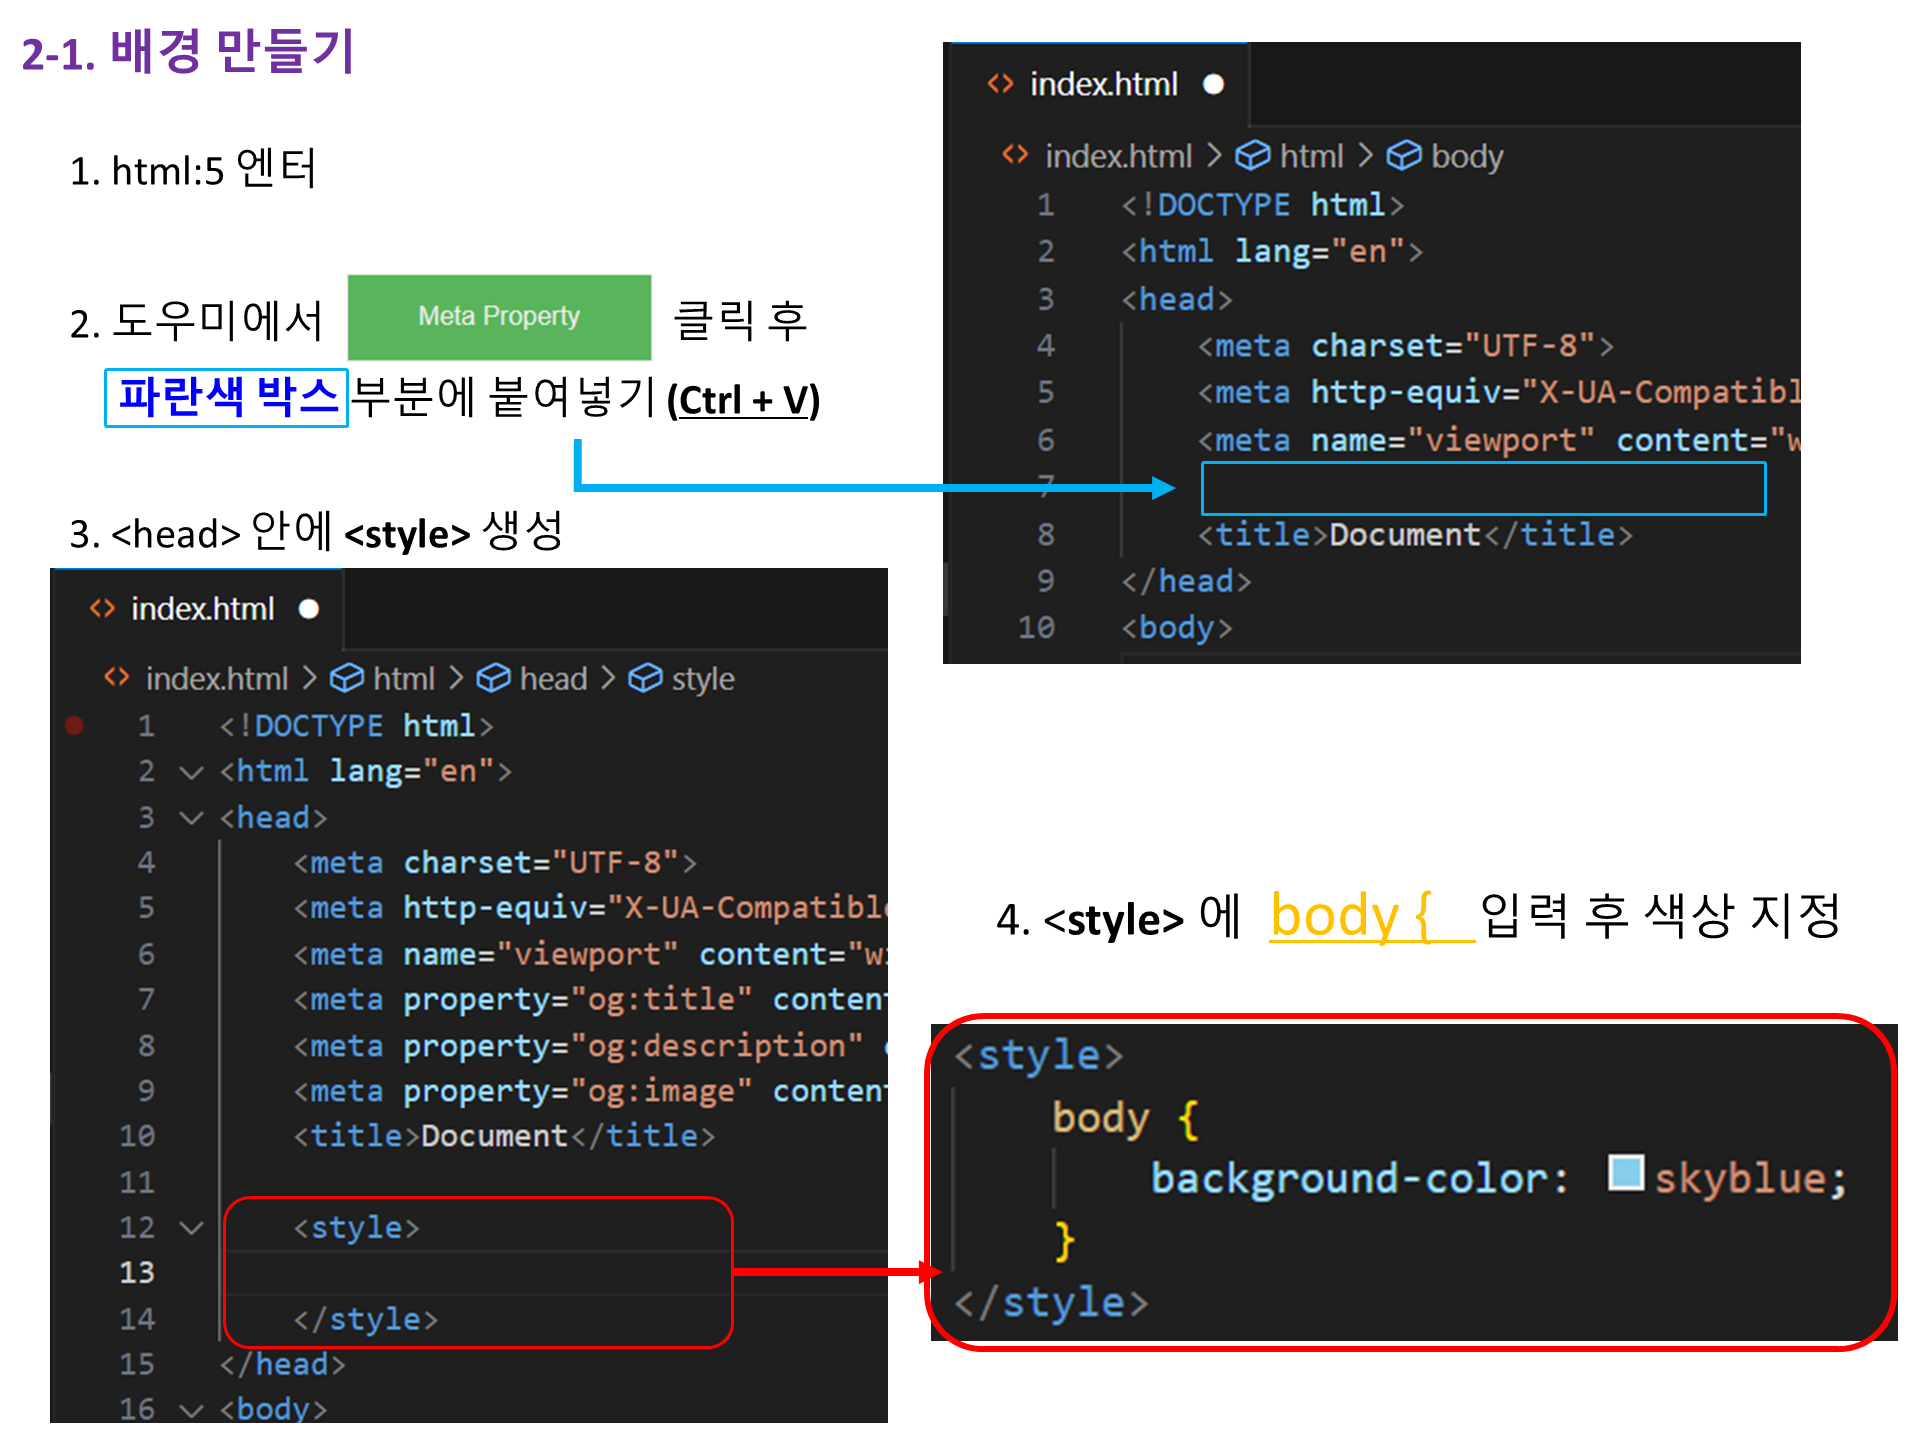 2-1. 배경 만들기
1. html:5 엔터
2. 도우미에서 Meta Property 클릭 후
파란색 박스 부분에 붙여넣기 (Ctrl + V)
index.html
index.html > html > body
1 <!DOCTYPE html>
2 <html lang="en">
3 <head>
4 <meta charset="UTF-8">
5 <meta http-equiv="X-UA-Compatibl
6 <meta name="viewport" content="w
7
8 <title>Document</title>
9 </head>
10 <body>
3. <head> 안에 <style> 생성
index.html
index.html > html > head > style
1 <!DOCTYPE html>
2 <html lang="en">
3 <head>
4 <meta charset="UTF-8">
5 <meta http-equiv="X-UA-Compatible
6 <meta name="viewport" content="wi
7 <meta property="og:title" conten
8 <meta property="og:description"
9 <meta property="og:image" conten
10 <title>Document</title>
11
12 <style>
13
14 </style>
15 </head>
16 <body>
4. <style> 에 body { 입력 후 색상 지정
<style>
body {
background-color: skyblue;
}
</style>